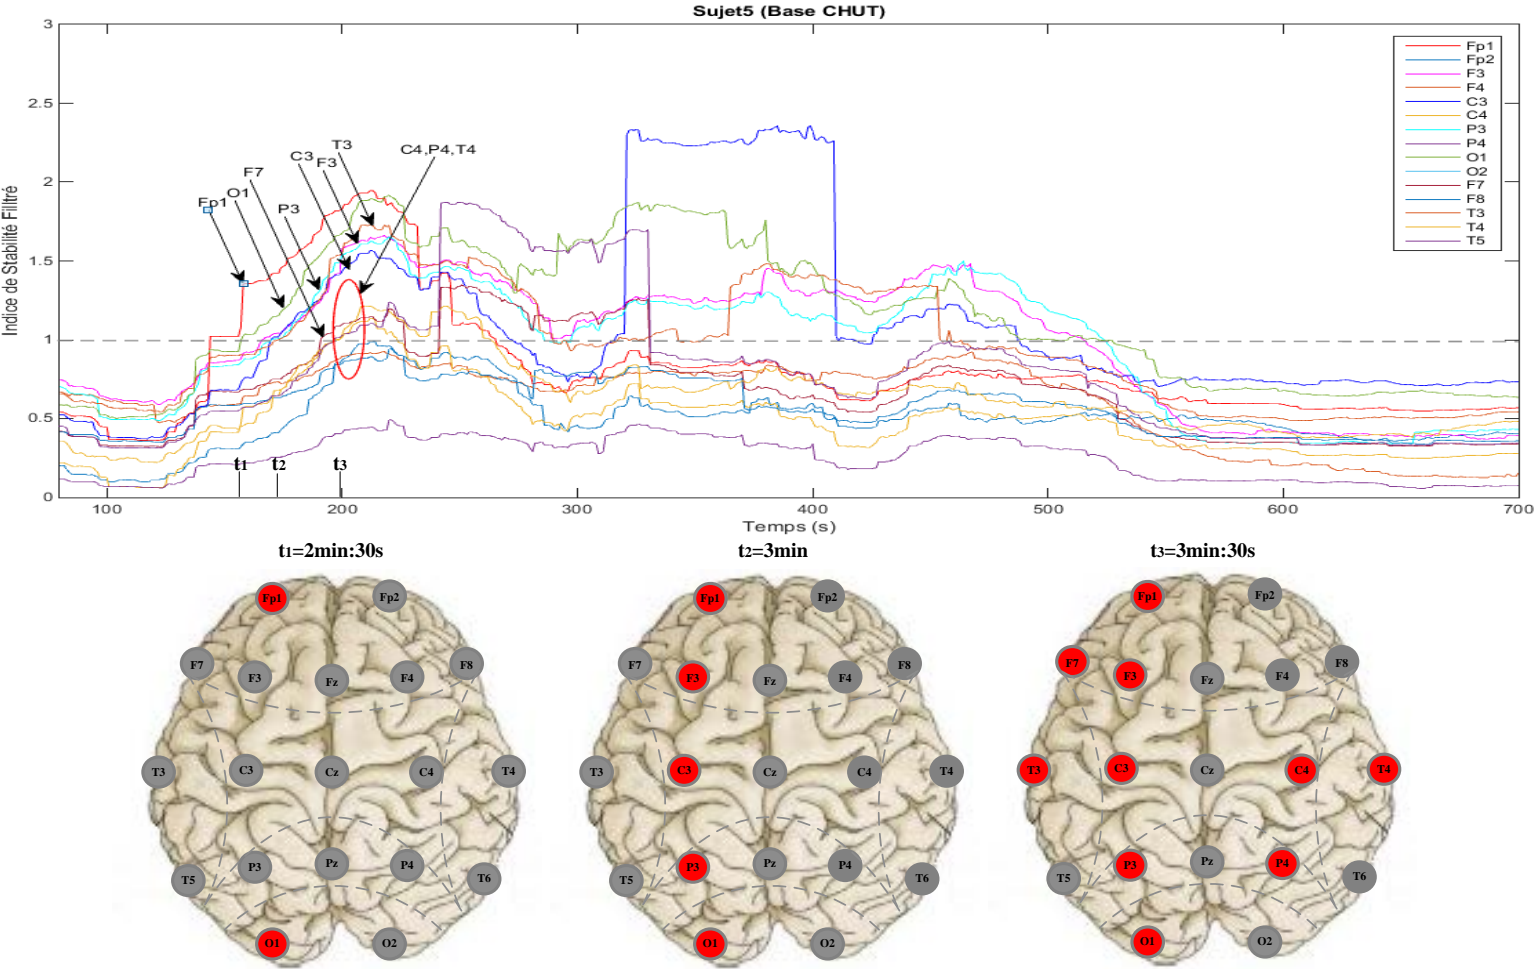 Sujet5 (Base CHUT)
Indice de Stabilité Filltré
3
2.5
2
1.5
1
0.5
0
Fp1
O1
F7
P3
C3
F3
T3
C4,P4,T4
Fp1
Fp2
F3
F4
C3
C4
P3
P4
O1
O2
F7
F8
T3
T4
T5
t1 t2 t3
100 200 300 400 500 600 700
Temps (s)
t1=2min:30s t2=3min t3=3min:30s
Fp1 Fp2 Fp1 Fp2 Fp1 Fp2
F7 F3 Fz F4 F8 F7 F3 Fz F4 F8 F7 F3 Fz F4 F8
T3 C3 Cz C4 T4 T3 C3 Cz C4 T4 T3 C3 Cz C4 T4
T5 P3 Pz P4 T6 T5 P3 Pz P4 T6 T5 P3 Pz P4 T6
O1 O2 O1 O2 O1 O2